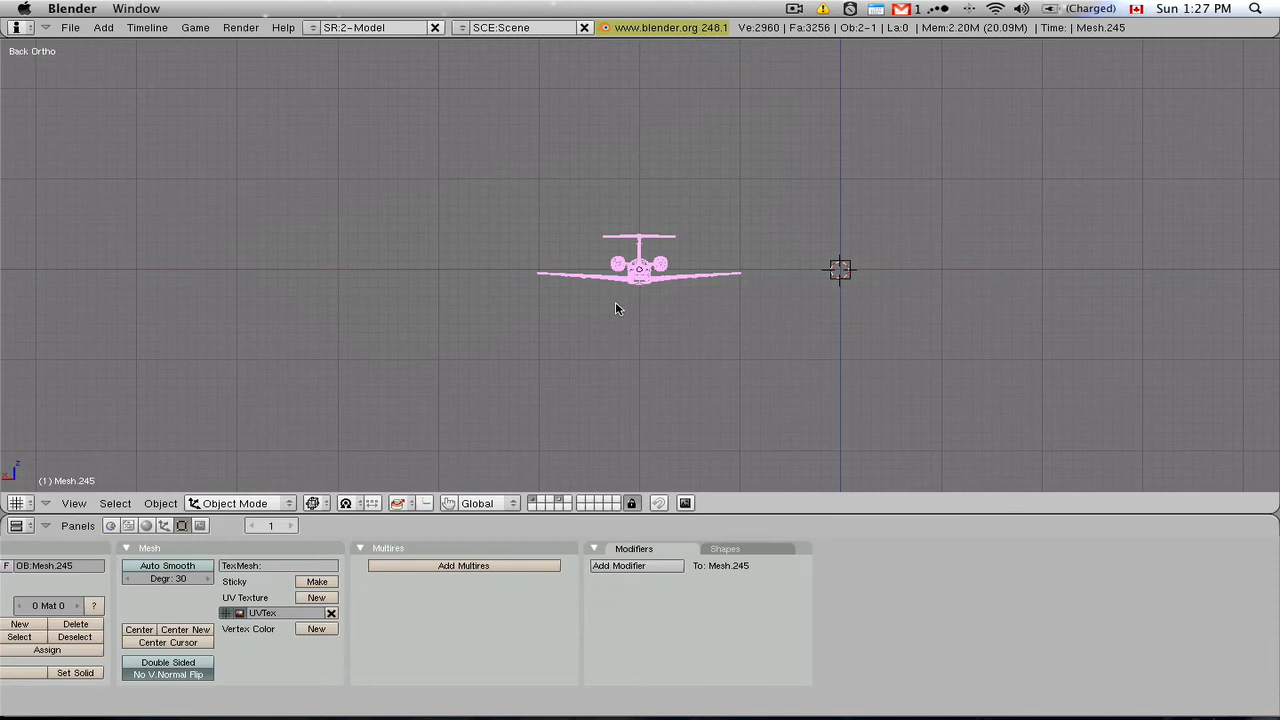 Blender Window 1 (Charged) Sun 1:27 PM
File Add Timeline Game Render Help SR:2-Model SCE:Scene www.blender.org 248.1 Ve:2960 | Fa:3256 | Ob:2-1 | La:0 | Mem:2.20M (20.09M) | Time: | Mesh.245
Back Ortho
z
x
(1) Mesh.245
View Select Object Object Mode Global
Panels 1
Mesh Multires Modifiers Shapes
F OB:Mesh.245 Auto Smooth TexMesh: Add Multires Add Modifier To: Mesh.245
Degr: 30 Sticky Make
0 Mat 0 ? UV Texture New
UVTex
New Delete Center Center New Vertex Color New
Select Deselect Center Cursor
Assign
Double Sided
Set Solid No V.Normal Flip